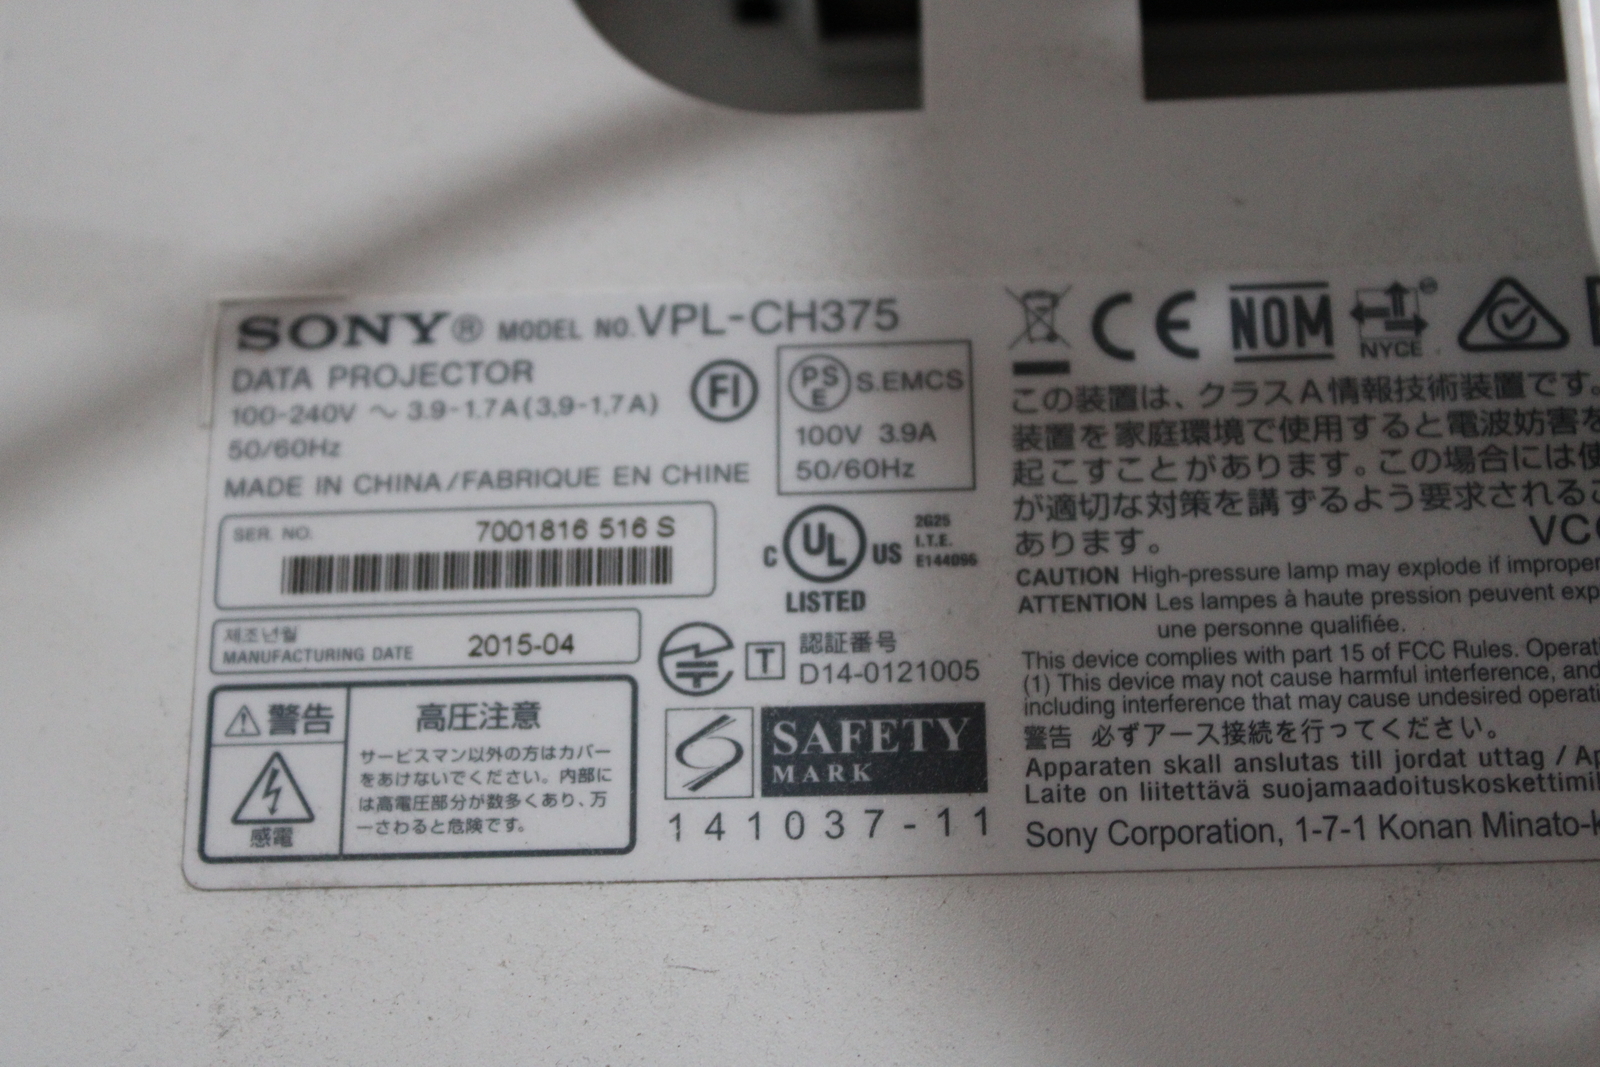 SONY® MODEL NO. VPL-CH375
DATA PROJECTOR
100-240V ~ 3.9-1.7A(3,9-1,7A)
50/60Hz
MADE IN CHINA/FABRIQUE EN CHINE
FI
PSE S.EMCS
100V 3.9A
50/60Hz
SER. NO. 7001816 516 S
C UL US
LISTED
2G25
I.T.E.
E144096
제조년월
MANUFACTURING DATE 2015-04
T 認証番号
D14-0121005
警告
感電
高圧注意
サービスマン以外の方はカバー
をあけないでください。内部に
は高電圧部分が数多くあり、万
一さわると危険です。
SAFETY
MARK
141037-11
CE NOM NYCE
この装置は、クラスA情報技術装置です。
装置を家庭環境で使用すると電波妨害を
起こすことがあります。この場合には使
が適切な対策を講ずるよう要求されるこ
あります。
VCC
CAUTION High-pressure lamp may explode if improper
ATTENTION Les lampes à haute pression peuvent exp
une personne qualifiée.
This device complies with part 15 of FCC Rules. Operati
(1) This device may not cause harmful interference, and
including interference that may cause undesired operati
警告 必ずアース接続を行ってください。
Apparaten skall anslutas till jordat uttag / Ap
Laite on liitettävä suojamaadoituskoskettimil
Sony Corporation, 1-7-1 Konan Minato-k